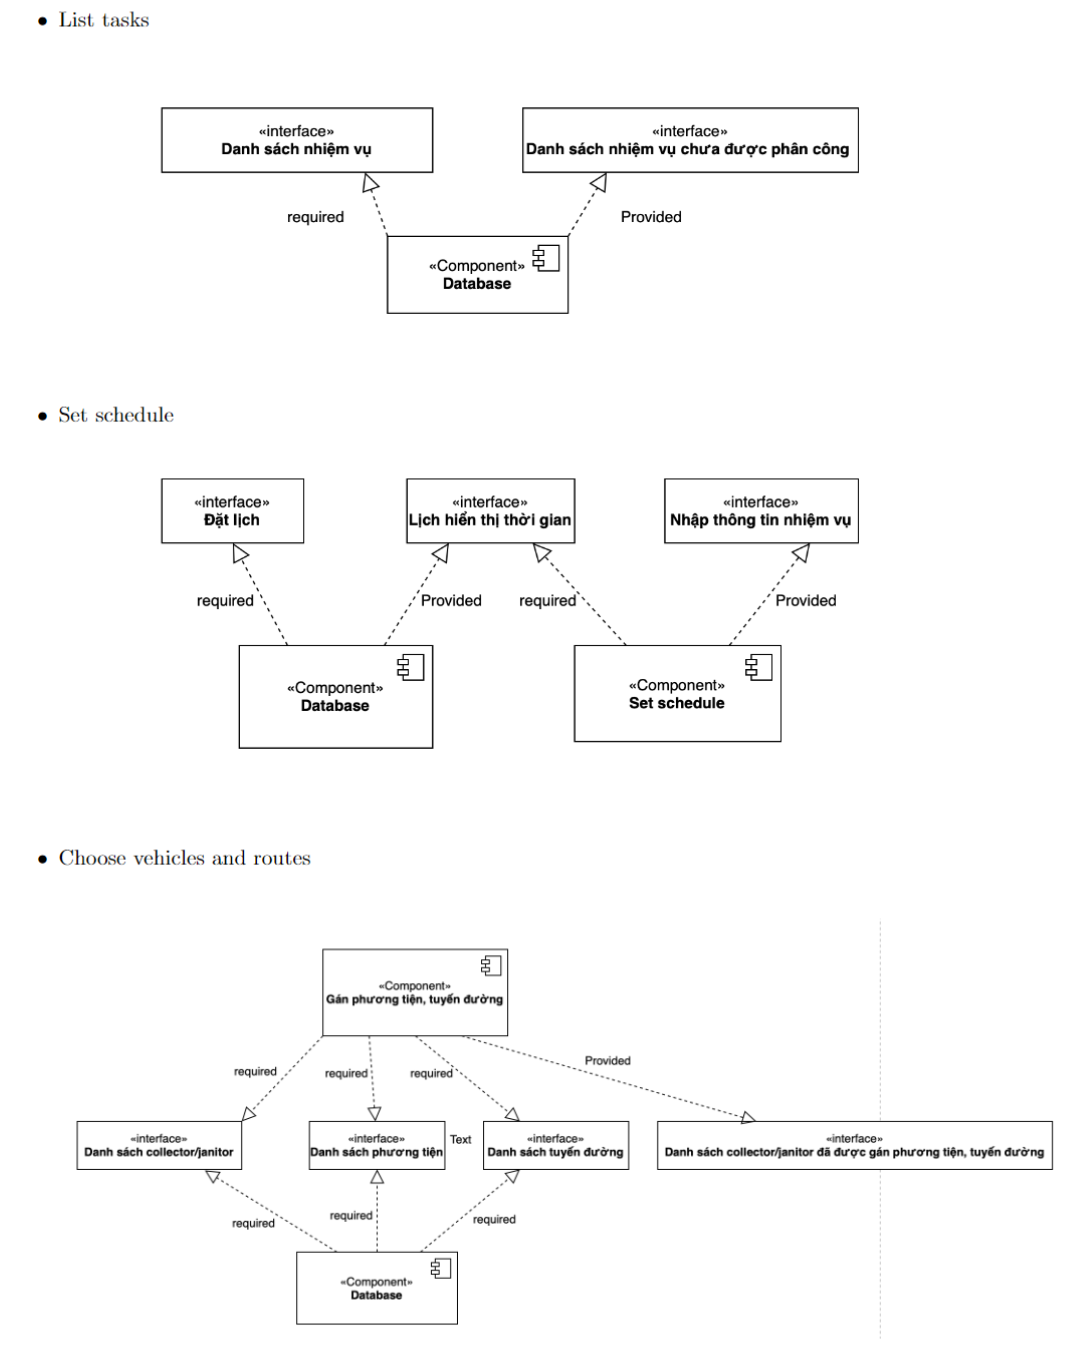 • List tasks
«interface»
Danh sách nhiệm vụ
«interface»
Danh sách nhiệm vụ chưa được phân công
required
Provided
«Component»
Database
• Set schedule
«interface»
Đặt lịch
«interface»
Lịch hiển thị thời gian
«interface»
Nhập thông tin nhiệm vụ
required
Provided
required
Provided
«Component»
Database
«Component»
Set schedule
• Choose vehicles and routes
«Component»
Gán phương tiện, tuyến đường
required
required
required
Provided
«interface»
Danh sách collector/janitor
«interface»
Danh sách phương tiện
Text
«interface»
Danh sách tuyến đường
«interface»
Danh sách collector/janitor đã được gán phương tiện, tuyến đường
required
required
required
«Component»
Database